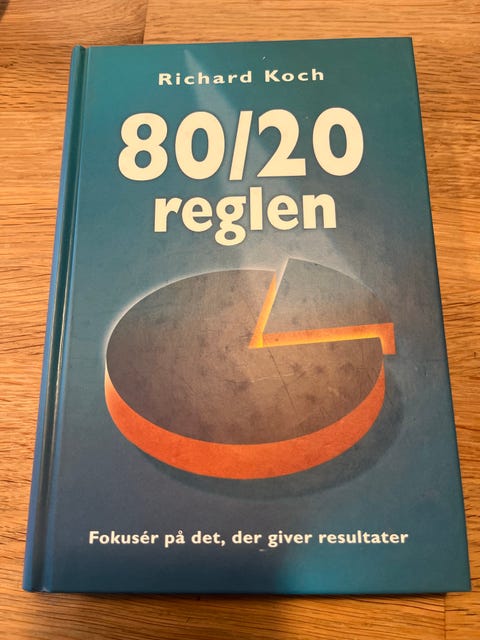 Richard Koch
80/20
reglen
Fokusér på det, der giver resultater